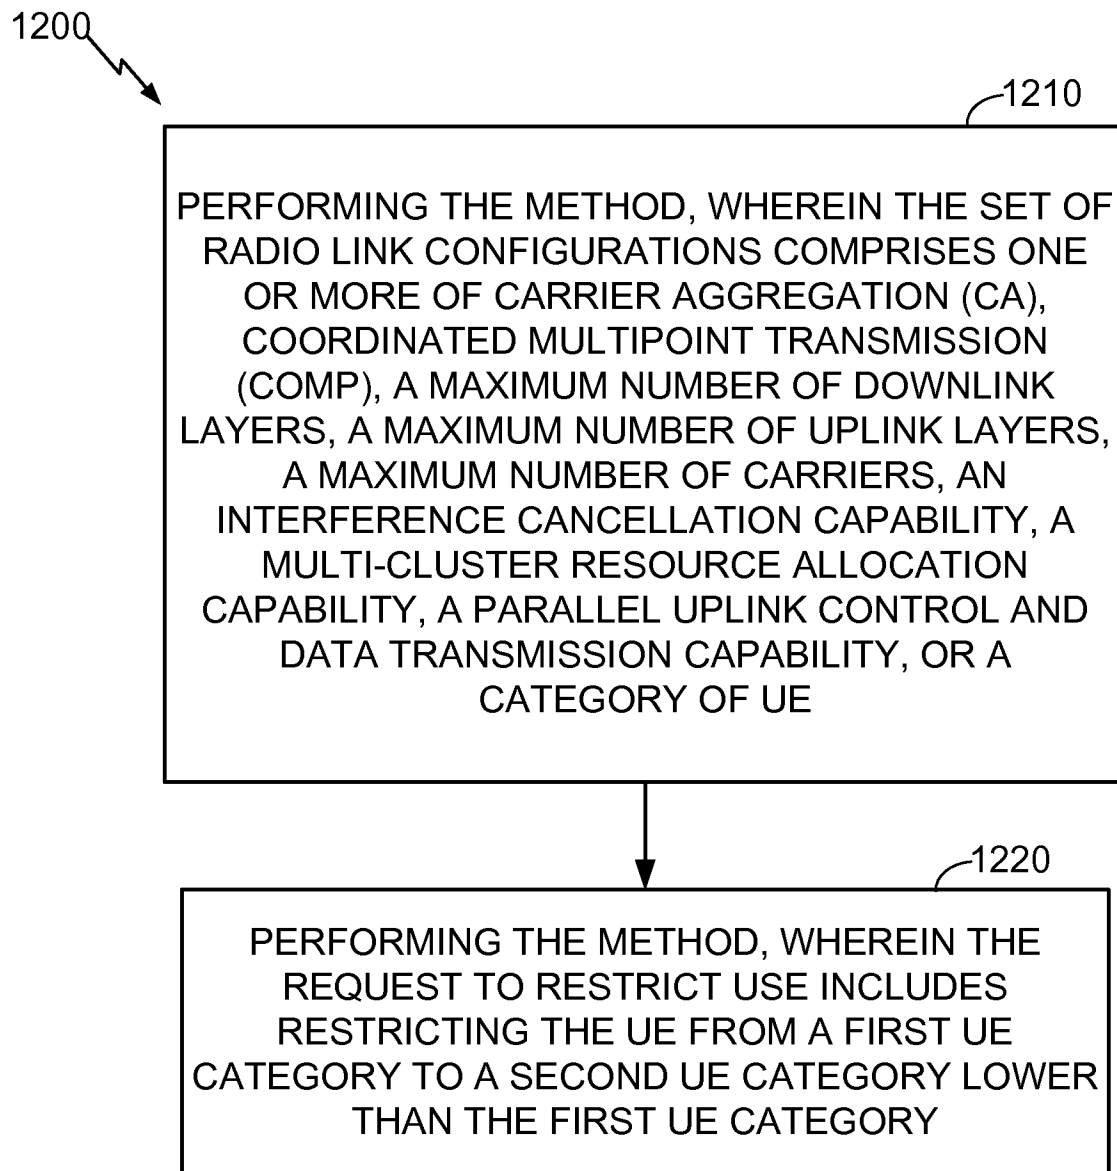 1200
1210
PERFORMING THE METHOD, WHEREIN THE SET OF
RADIO LINK CONFIGURATIONS COMPRISES ONE
OR MORE OF CARRIER AGGREGATION (CA),
COORDINATED MULTIPOINT TRANSMISSION
(COMP), A MAXIMUM NUMBER OF DOWNLINK
LAYERS, A MAXIMUM NUMBER OF UPLINK LAYERS,
A MAXIMUM NUMBER OF CARRIERS, AN
INTERFERENCE CANCELLATION CAPABILITY, A
MULTI-CLUSTER RESOURCE ALLOCATION
CAPABILITY, A PARALLEL UPLINK CONTROL AND
DATA TRANSMISSION CAPABILITY, OR A
CATEGORY OF UE
1220
PERFORMING THE METHOD, WHEREIN THE
REQUEST TO RESTRICT USE INCLUDES
RESTRICTING THE UE FROM A FIRST UE
CATEGORY TO A SECOND UE CATEGORY LOWER
THAN THE FIRST UE CATEGORY